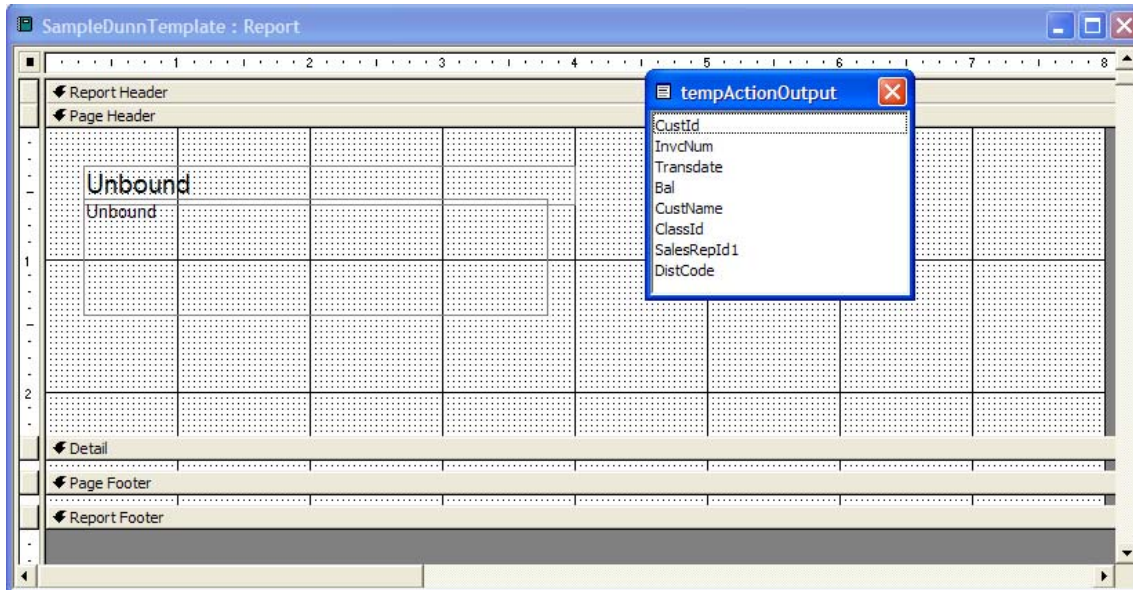 SampleDunnTemplate : Report
1 2 3 4 5 6 7 8
Report Header
Page Header
Unbound
Unbound
1
2
Detail
Page Footer
Report Footer
tempActionOutput
CustId
InvcNum
Transdate
Bal
CustName
ClassId
SalesRepId1
DistCode